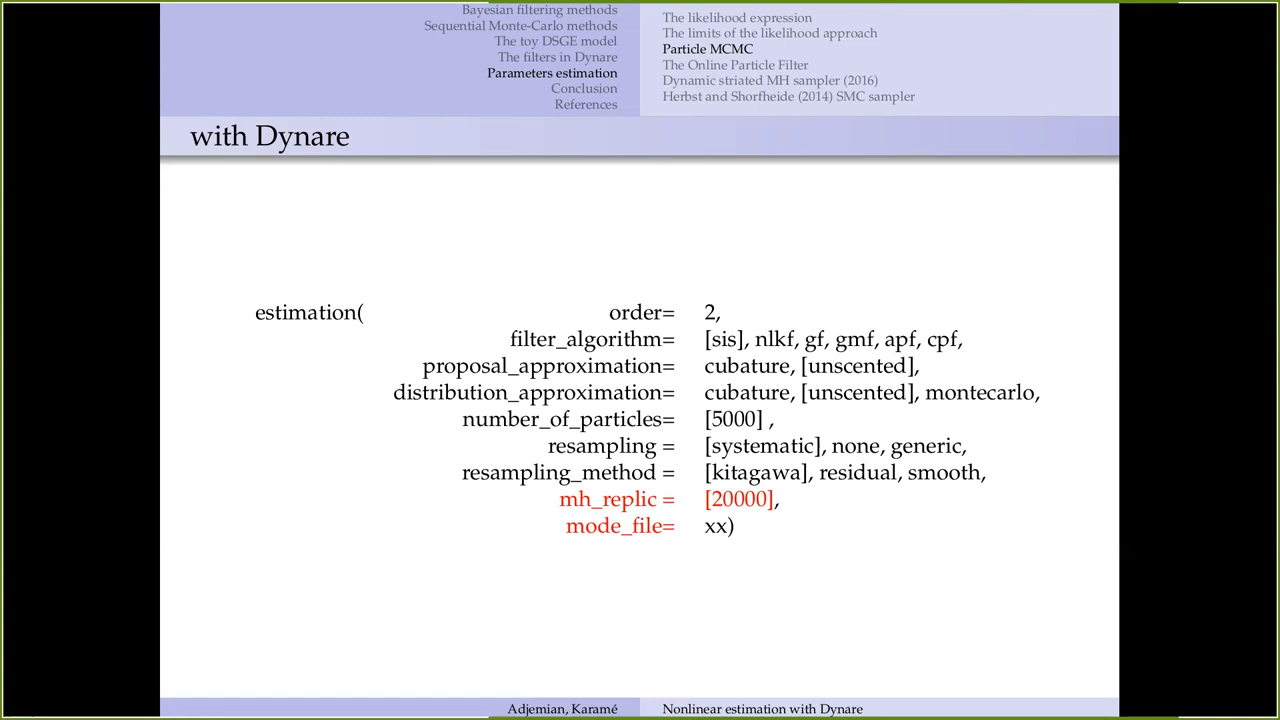 Bayesian filtering methods
Sequential Monte-Carlo methods
The toy DSGE model
The filters in Dynare
Parameters estimation
Conclusion
References
The likelihood expression
The limits of the likelihood approach
Particle MCMC
The Online Particle Filter
Dynamic striated MH sampler (2016)
Herbst and Shorfheide (2014) SMC sampler
with Dynare
estimation( order= 2,
filter_algorithm= [sis], nlkf, gf, gmf, apf, cpf,
proposal_approximation= cubature, [unscented],
distribution_approximation= cubature, [unscented], montecarlo,
number_of_particles= [5000] ,
resampling = [systematic], none, generic,
resampling_method = [kitagawa], residual, smooth,
mh_replic = [20000],
mode_file= xx)
Adjemian, Karamé Nonlinear estimation with Dynare